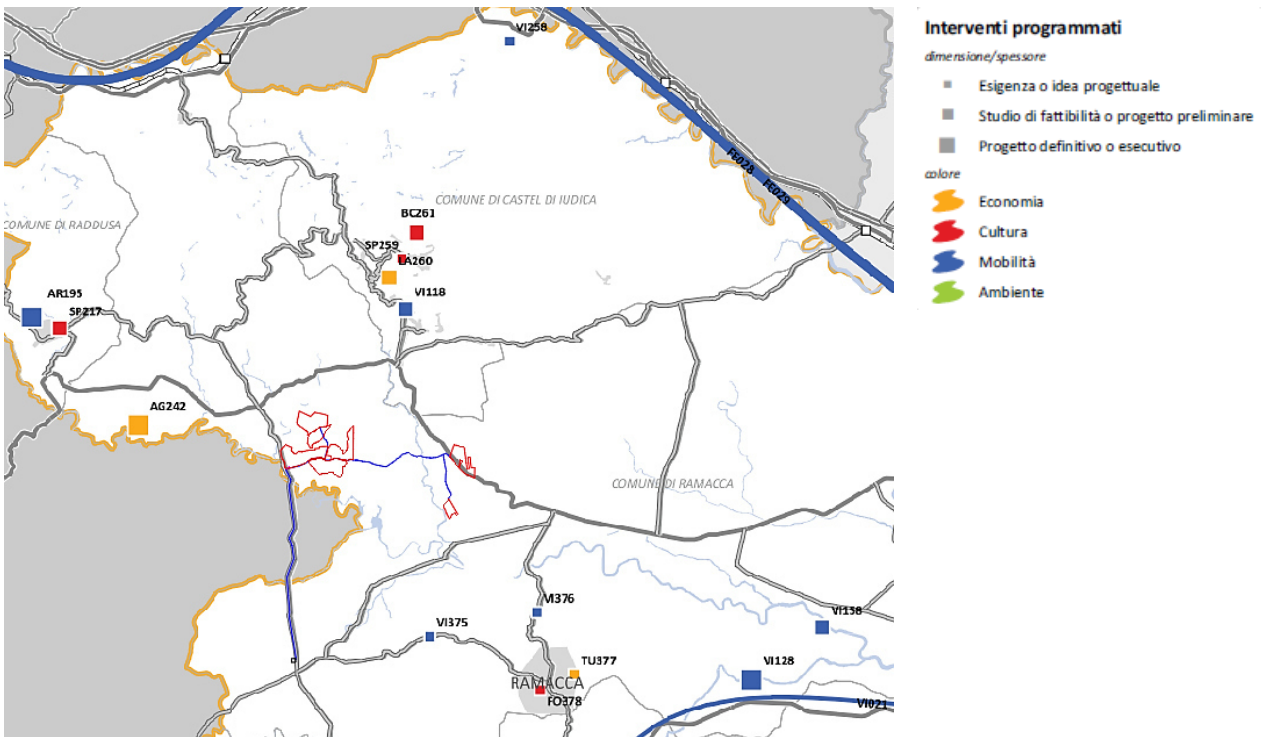 VI258
FE028
FE029
COMUNE DI CASTEL DI IUDICA
COMUNE DI RADDUSA
BC261
SP259
LA260
VI118
AR195
SP217
AG242
COMUNE DI RAMACCA
VI376
VI375
VI138
TU377
VI128
RAMACCA
FO378
VI021
Interventi programmati
dimensione/spessore
Esigenza o idea progettuale
Studio di fattibilità o progetto preliminare
Progetto definitivo o esecutivo
colore
Economia
Cultura
Mobilità
Ambiente